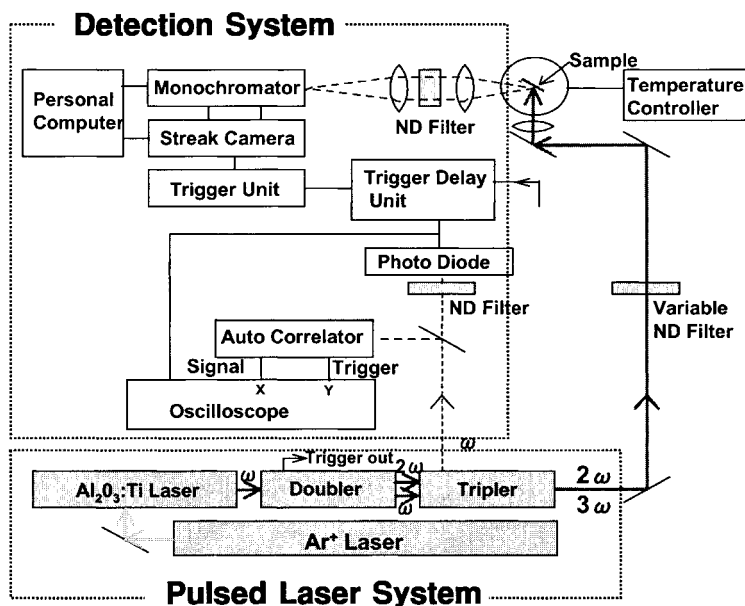 Detection System
Sample
Monochromator
Personal
Computer
Temperature
Controller
Streak Camera
ND Filter
Trigger Unit
Trigger Delay
Unit
Photo Diode
ND Filter
Variable
ND Filter
Auto Correlator
Signal
Trigger
X
Y
Oscilloscope
ω
Trigger out
Al₂0₃:Ti Laser
ω
Doubler
2ω
ω
Tripler
2ω
3ω
Ar⁺ Laser
Pulsed Laser System